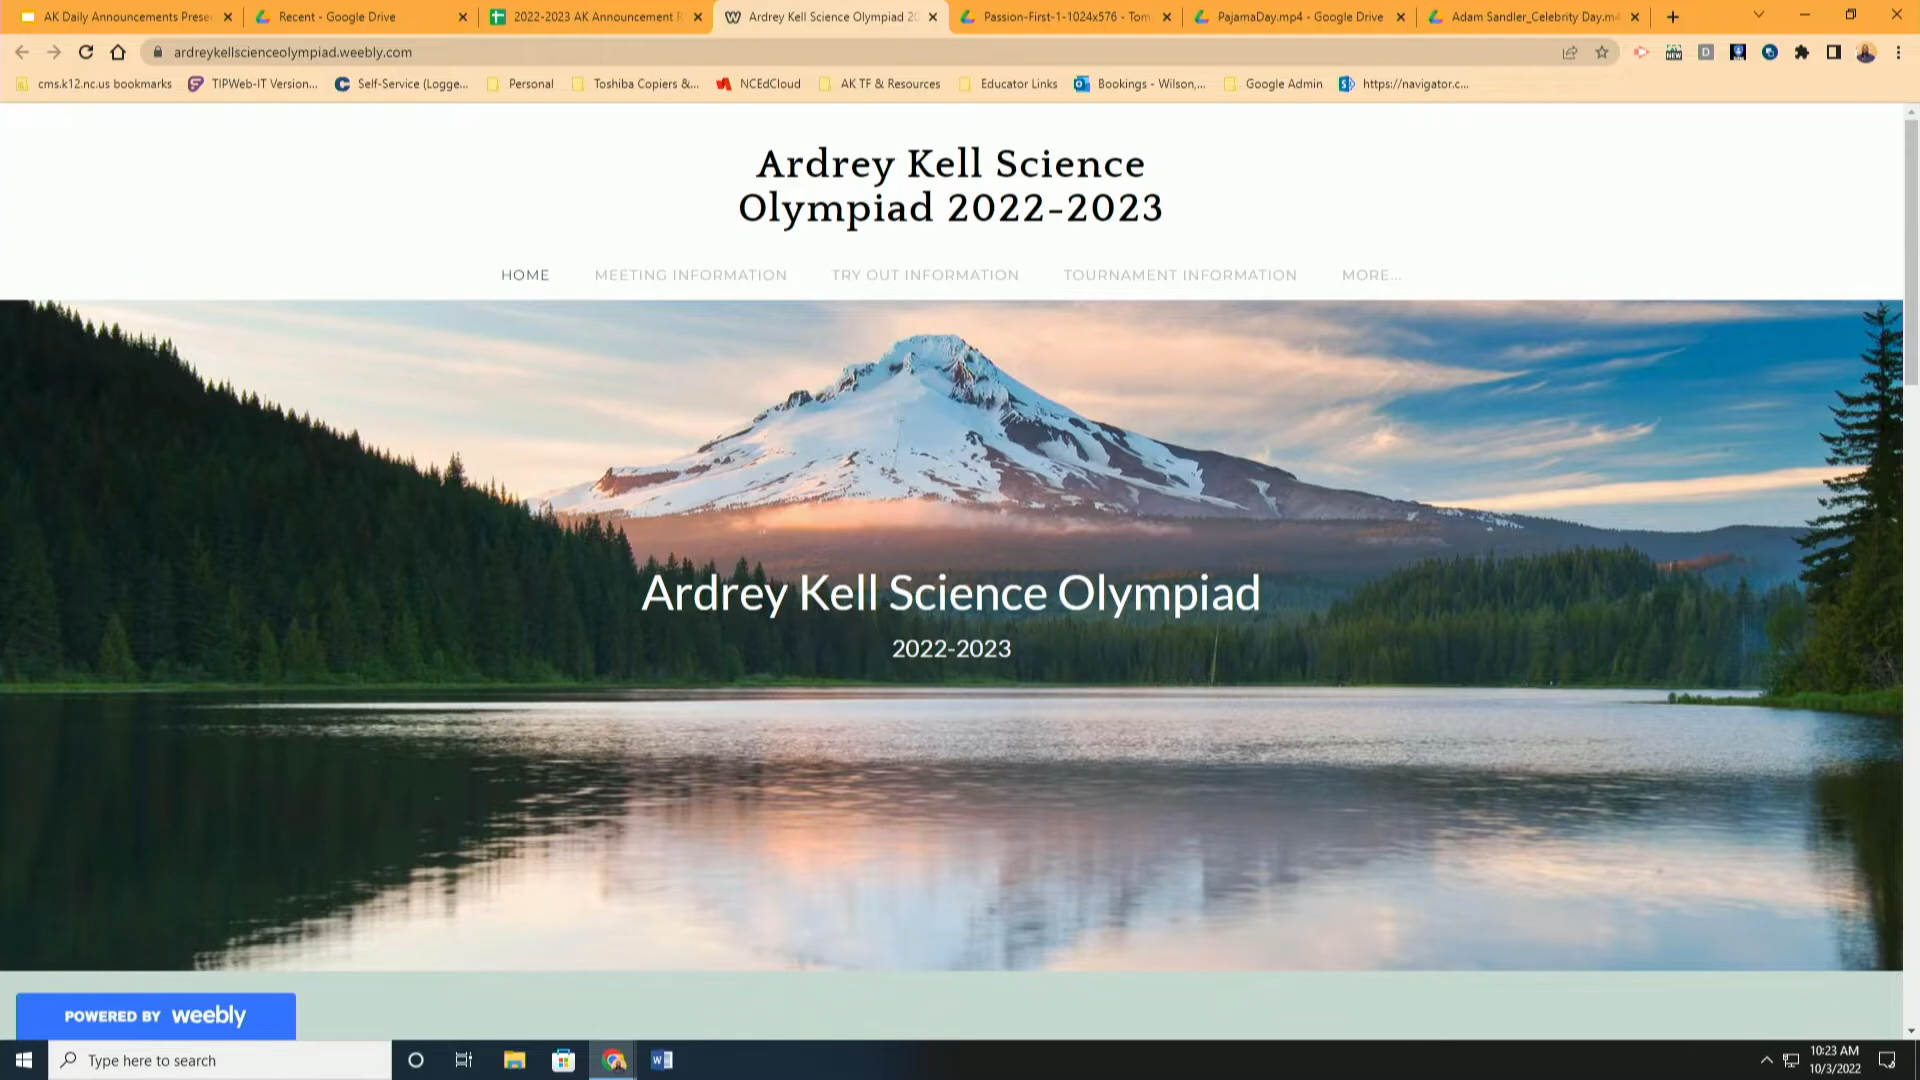 AK Daily Announcements Prese
Recent - Google Drive
2022-2023 AK Announcement R
Ardrey Kell Science Olympiad 20
Passion-First-1-1024x576 - Tom
PajamaDay.mp4 - Google Drive
Adam Sandler_Celebrity Day.m4
ardreykellscienceolympiad.weebly.com
cms.k12.nc.us bookmarks
TIPWeb-IT Version...
Self-Service (Logge...
Personal
Toshiba Copiers &...
NCEdCloud
AK TF & Resources
Educator Links
Bookings - Wilson,...
Google Admin
https://navigator.c...
Ardrey Kell Science
Olympiad 2022-2023
HOME
MEETING INFORMATION
TRY OUT INFORMATION
TOURNAMENT INFORMATION
MORE...
Ardrey Kell Science Olympiad
2022-2023
POWERED BY weebly
Type here to search
10:23 AM
10/3/2022